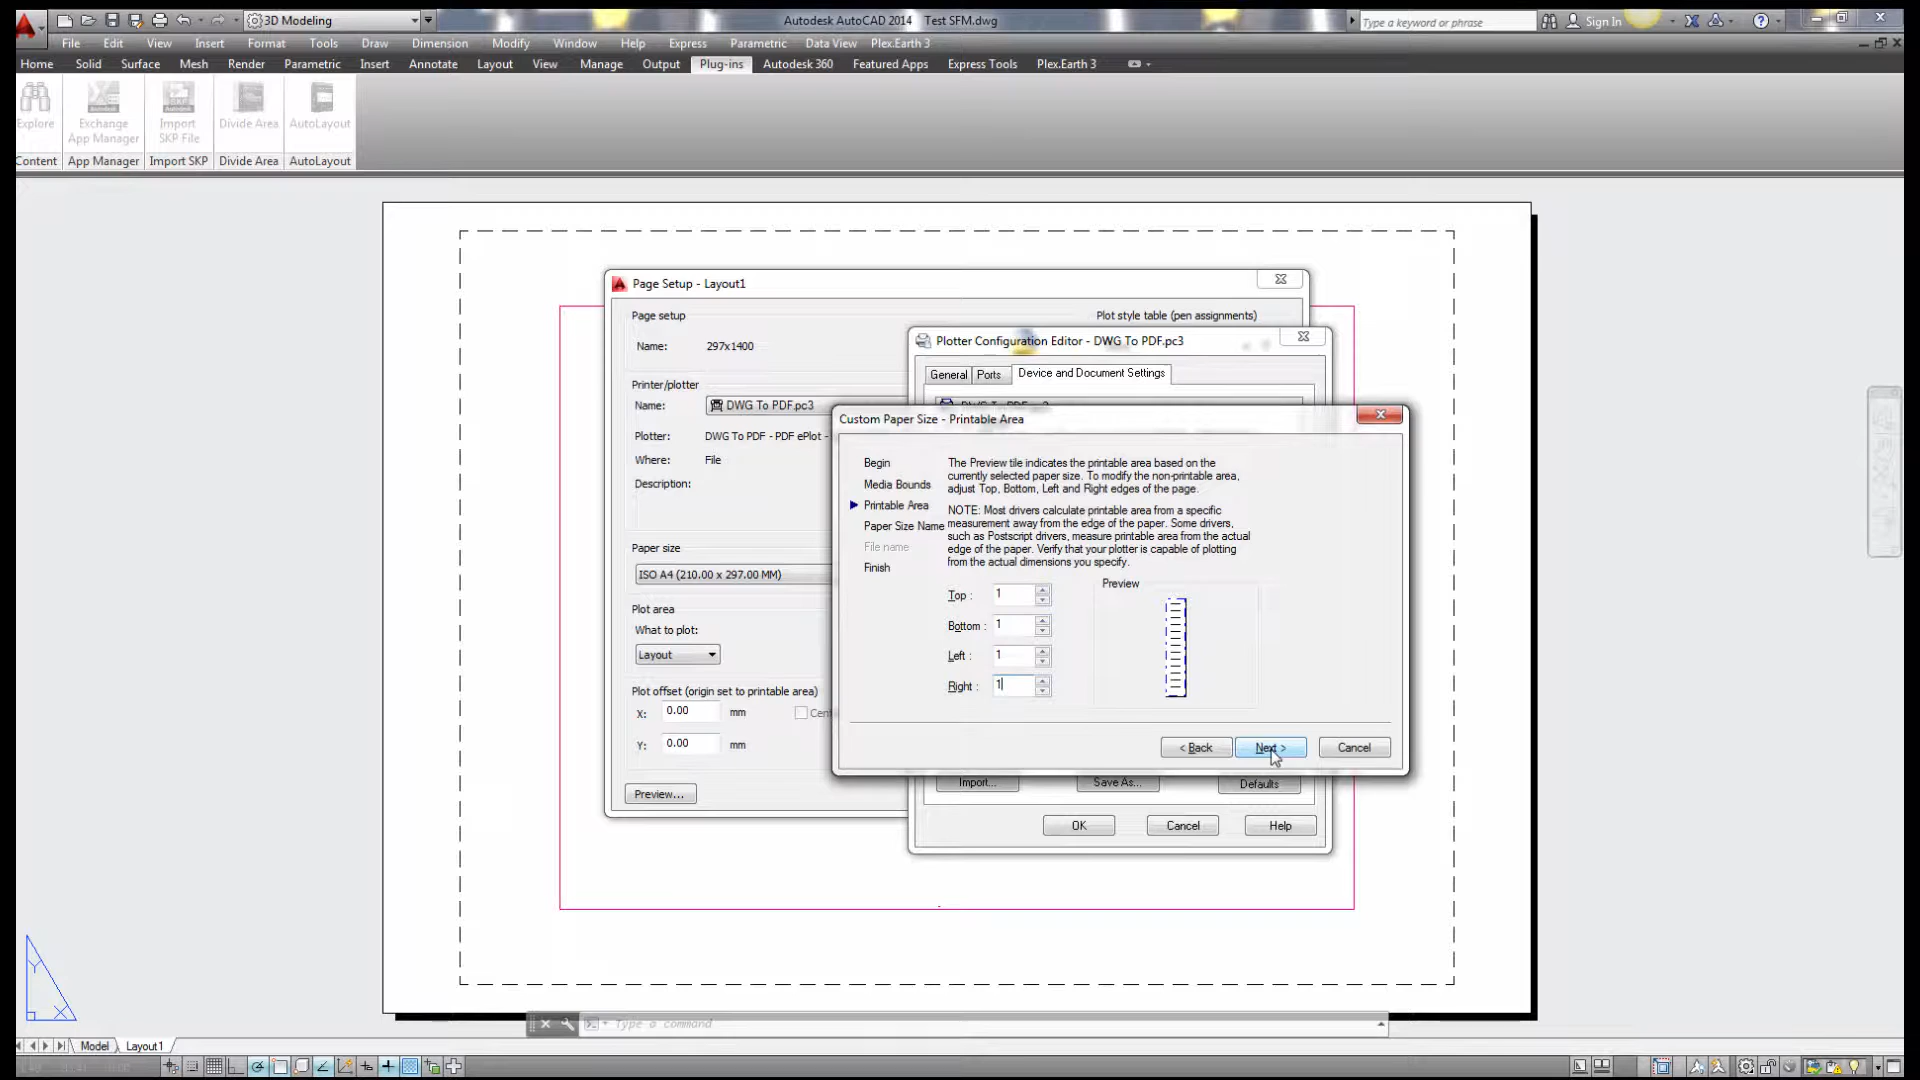 3D Modeling
Autodesk AutoCAD 2014 Test SFM.dwg
Type a keyword or phrase
Sign In
File Edit View Insert Format Tools Draw Dimension Modify Window Help Express Parametric Data View Plex.Earth 3
Home Solid Surface Mesh Render Parametric Insert Annotate Layout View Manage Output Plug-ins Autodesk 360 Featured Apps Express Tools Plex.Earth 3
Explore Exchange Import Divide Area AutoLayout
App Manager SKP File
Content App Manager Import SKP Divide Area AutoLayout
Page Setup - Layout1
Page setup
Name: 297x1400
Plot style table (pen assignments)
Printer/plotter
Name: DWG To PDF.pc3
Plotter: DWG To PDF - PDF ePlot -
Where: File
Description:
Paper size
ISO A4 (210.00 x 297.00 MM)
Plot area
What to plot:
Layout
Plot offset (origin set to printable area)
X: 0.00 mm
Y: 0.00 mm
Preview...
Plotter Configuration Editor - DWG To PDF.pc3
General Ports Device and Document Settings
Custom Paper Size - Printable Area
Begin
Media Bounds
Printable Area
Paper Size Name
File name
Finish
The Preview tile indicates the printable area based on the
currently selected paper size. To modify the non-printable area,
adjust Top, Bottom, Left and Right edges of the page.
NOTE: Most drivers calculate printable area from a specific
measurement away from the edge of the paper. Some drivers,
such as Postscript drivers, measure printable area from the actual
edge of the paper. Verify that your plotter is capable of plotting
from the actual dimensions you specify.
Top : 1
Bottom : 1
Left : 1
Right : 1
Preview
< Back Next > Cancel
Import... Save As... Defaults
OK Cancel Help
Type a command
Model Layout1
Y
X